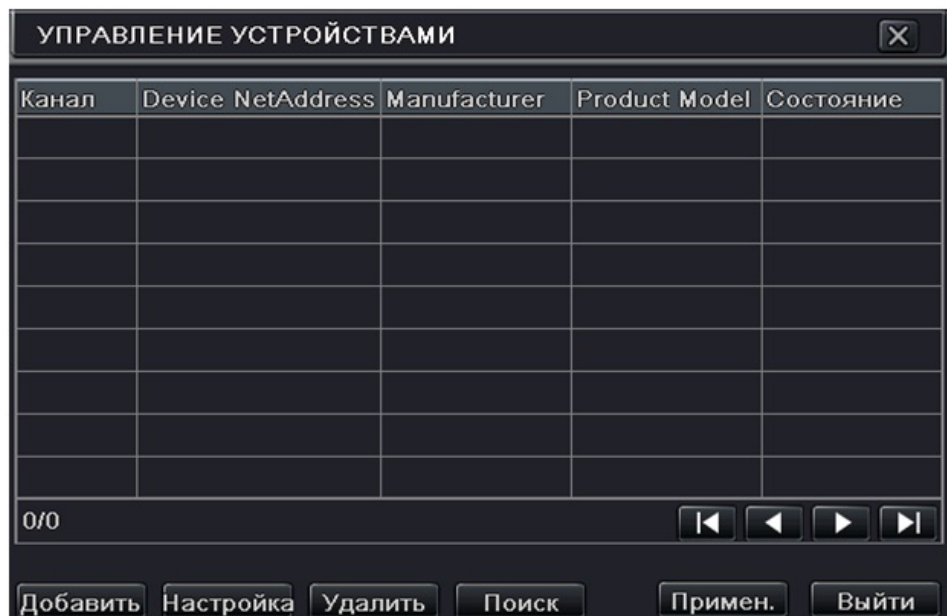 УПРАВЛЕНИЕ УСТРОЙСТВАМИ
Канал Device NetAddress Manufacturer Product Model Состояние
0/0
Добавить Настройка Удалить Поиск Примен. Выйти